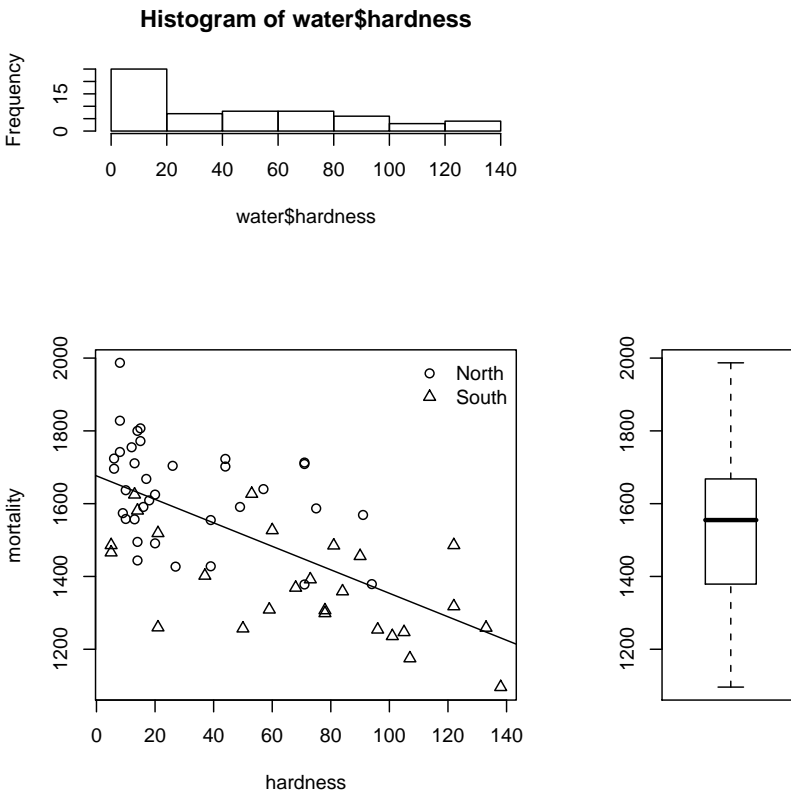 Histogram of water$hardness
Frequency
0 15
0 20 40 60 80 100 120 140
water$hardness
mortality
1200 1400 1600 1800 2000
North
South
0 20 40 60 80 100 120 140
hardness
1200 1400 1600 1800 2000